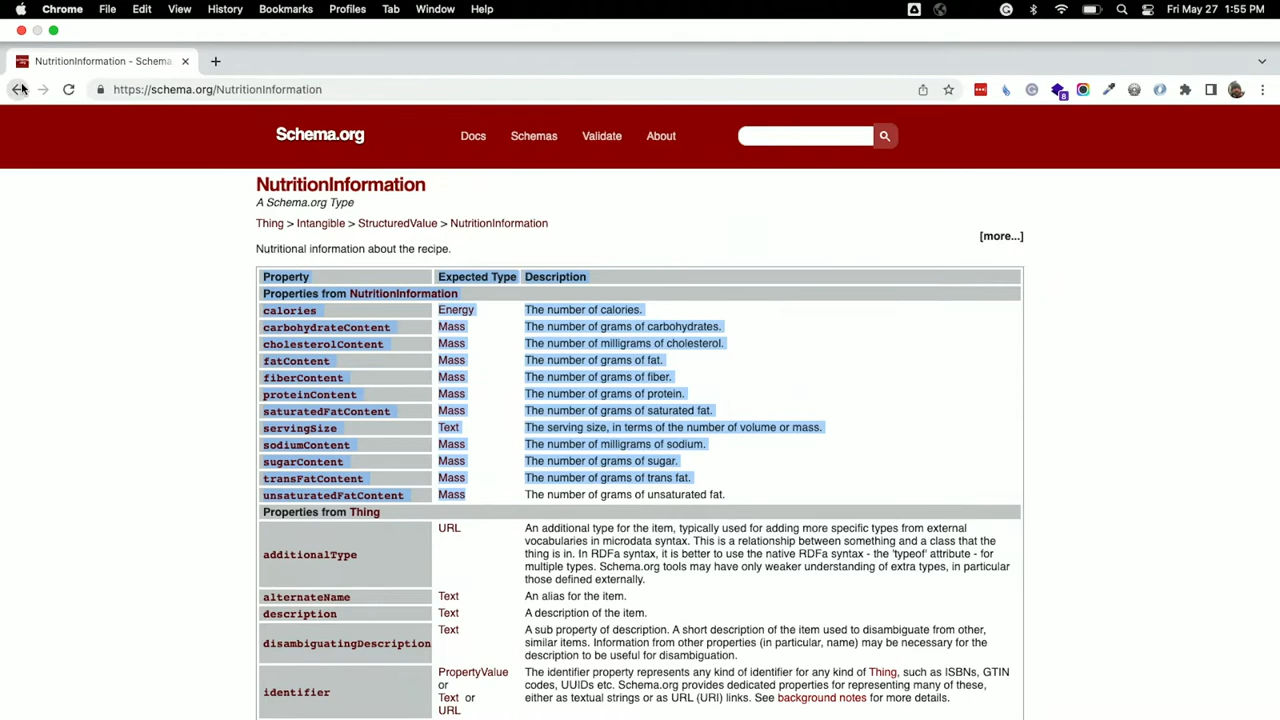 Chrome File Edit View History Bookmarks Profiles Tab Window Help Fri May 27 1:55 PM
NutritionInformation - Schema
https://schema.org/NutritionInformation
8
Schema.org Docs Schemas Validate About
NutritionInformation
A Schema.org Type
Thing > Intangible > StructuredValue > NutritionInformation
[more...]
Nutritional information about the recipe.
Property Expected Type Description
Properties from NutritionInformation
calories Energy The number of calories.
carbohydrateContent Mass The number of grams of carbohydrates.
cholesterolContent Mass The number of milligrams of cholesterol.
fatContent Mass The number of grams of fat.
fiberContent Mass The number of grams of fiber.
proteinContent Mass The number of grams of protein.
saturatedFatContent Mass The number of grams of saturated fat.
servingSize Text The serving size, in terms of the number of volume or mass.
sodiumContent Mass The number of milligrams of sodium.
sugarContent Mass The number of grams of sugar.
transFatContent Mass The number of grams of trans fat.
unsaturatedFatContent Mass The number of grams of unsaturated fat.
Properties from Thing
additionalType URL An additional type for the item, typically used for adding more specific types from external
vocabularies in microdata syntax. This is a relationship between something and a class that the
thing is in. In RDFa syntax, it is better to use the native RDFa syntax - the 'typeof' attribute - for
multiple types. Schema.org tools may have only weaker understanding of extra types, in particular
those defined externally.
alternateName Text An alias for the item.
description Text A description of the item.
disambiguatingDescription Text A sub property of description. A short description of the item used to disambiguate from other,
similar items. Information from other properties (in particular, name) may be necessary for the
description to be useful for disambiguation.
identifier PropertyValue The identifier property represents any kind of identifier for any kind of Thing, such as ISBNs, GTIN
or codes, UUIDs etc. Schema.org provides dedicated properties for representing many of these,
Text or either as textual strings or as URL (URI) links. See background notes for more details.
URL